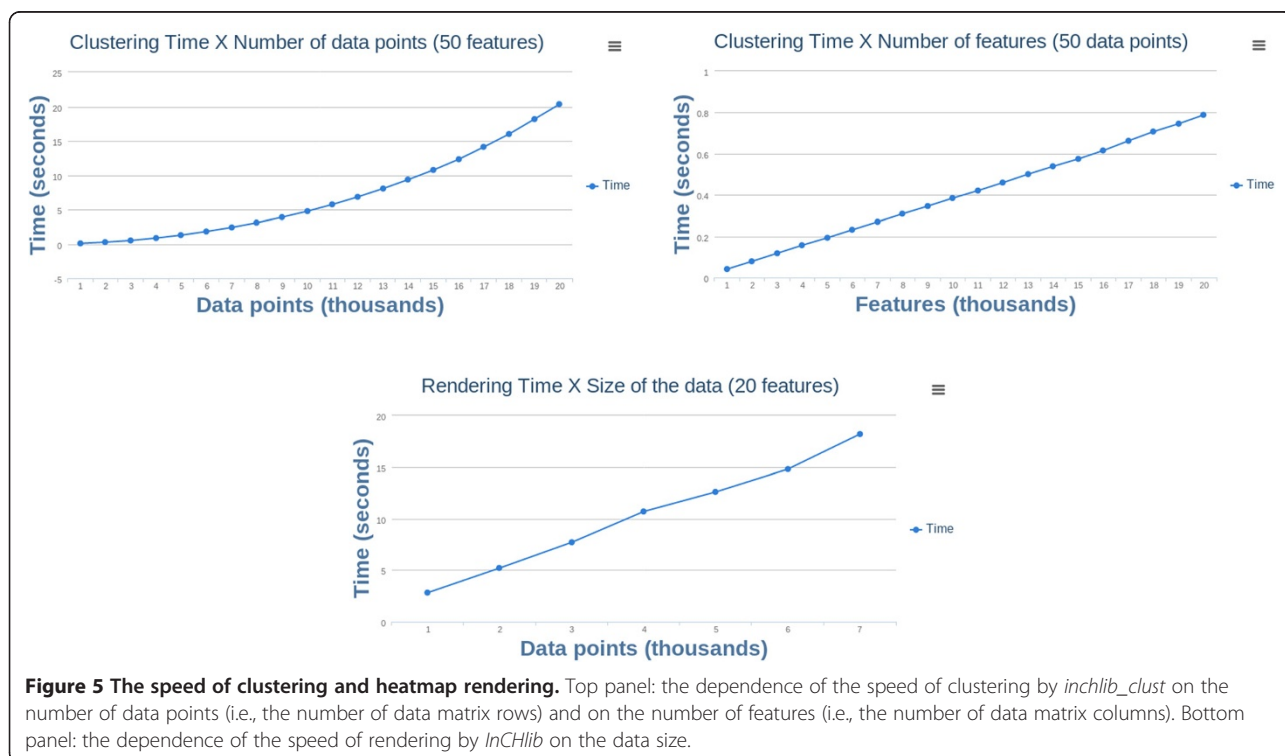 Clustering Time X Number of data points (50 features)
Time (seconds)
25
20
15
10
5
0
-5
1 2 3 4 5 6 7 8 9 10 11 12 13 14 15 16 17 18 19 20
Data points (thousands)
Time
Clustering Time X Number of features (50 data points)
Time (seconds)
1
0.8
0.6
0.4
0.2
0
1 2 3 4 5 6 7 8 9 10 11 12 13 14 15 16 17 18 19 20
Features (thousands)
Time
Rendering Time X Size of the data (20 features)
Time (seconds)
20
15
10
5
0
1 2 3 4 5 6 7
Data points (thousands)
Time
Figure 5 The speed of clustering and heatmap rendering. Top panel: the dependence of the speed of clustering by inchlib_clust on the
number of data points (i.e., the number of data matrix rows) and on the number of features (i.e., the number of data matrix columns). Bottom
panel: the dependence of the speed of rendering by InCHlib on the data size.